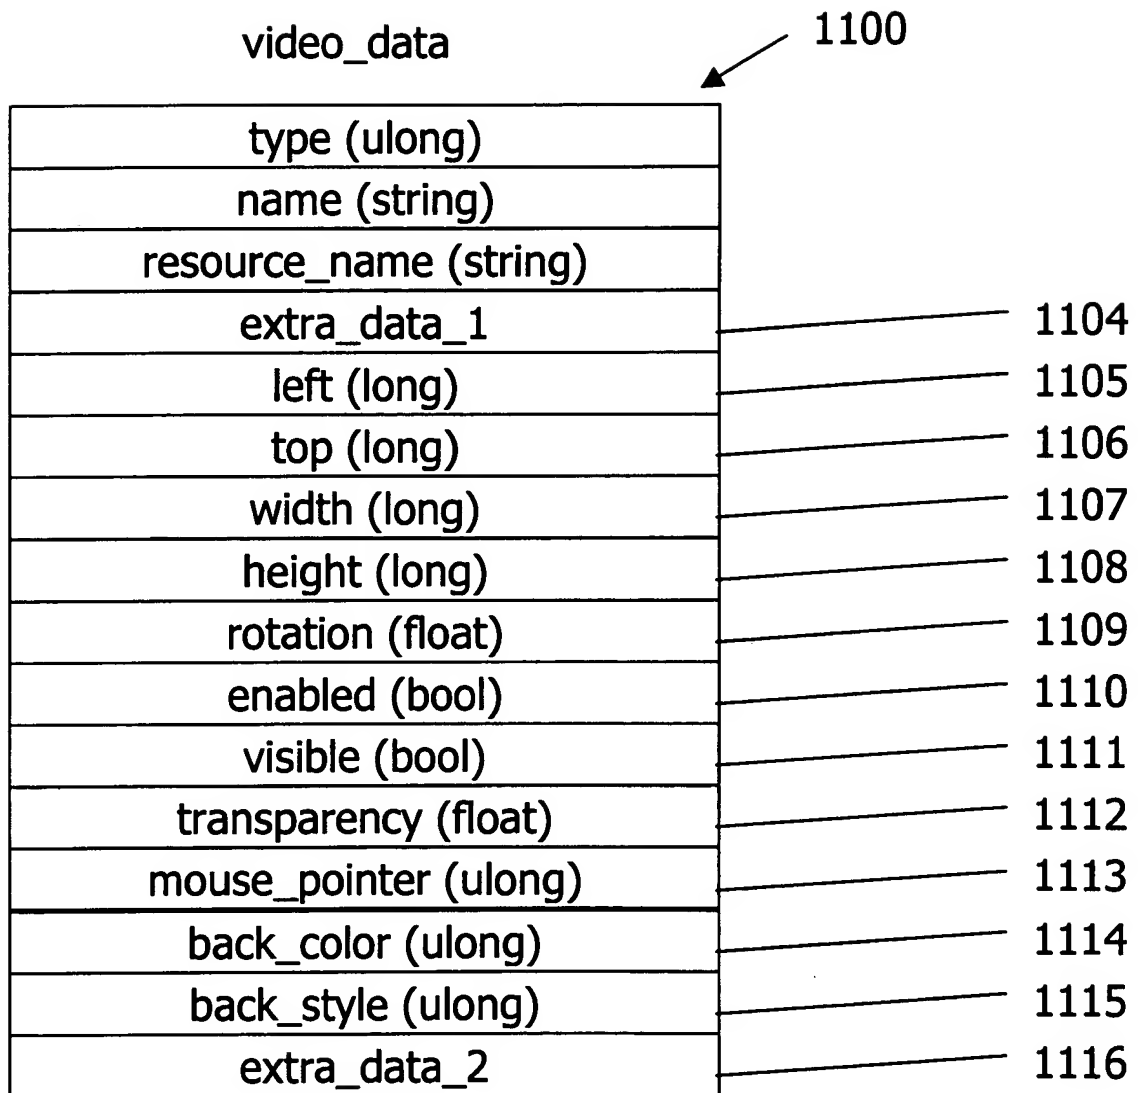 video_data 1100
type (ulong)
name (string)
resource_name (string)
extra_data_1 1104
left (long) 1105
top (long) 1106
width (long) 1107
height (long) 1108
rotation (float) 1109
enabled (bool) 1110
visible (bool) 1111
transparency (float) 1112
mouse_pointer (ulong) 1113
back_color (ulong) 1114
back_style (ulong) 1115
extra_data_2 1116